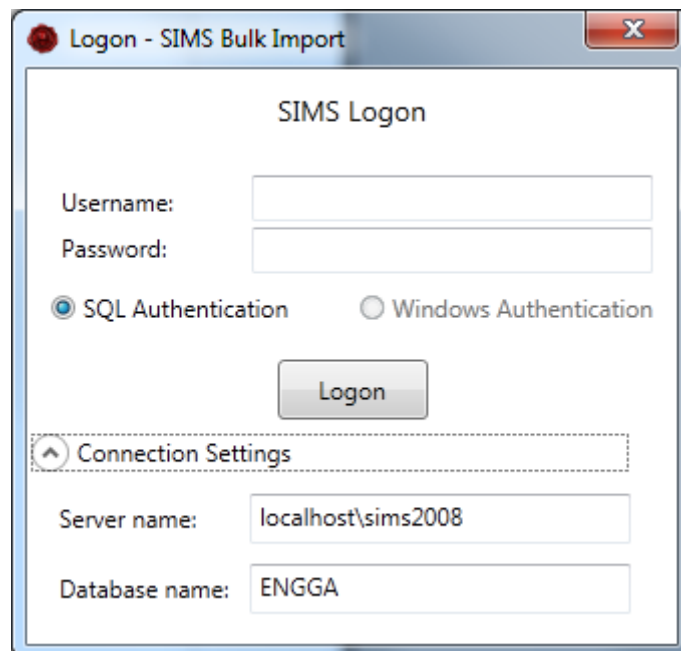 Logon - SIMS Bulk Import
SIMS Logon
Username:
Password:
SQL Authentication Windows Authentication
Logon
Connection Settings
Server name: localhost\sims2008
Database name: ENGGA